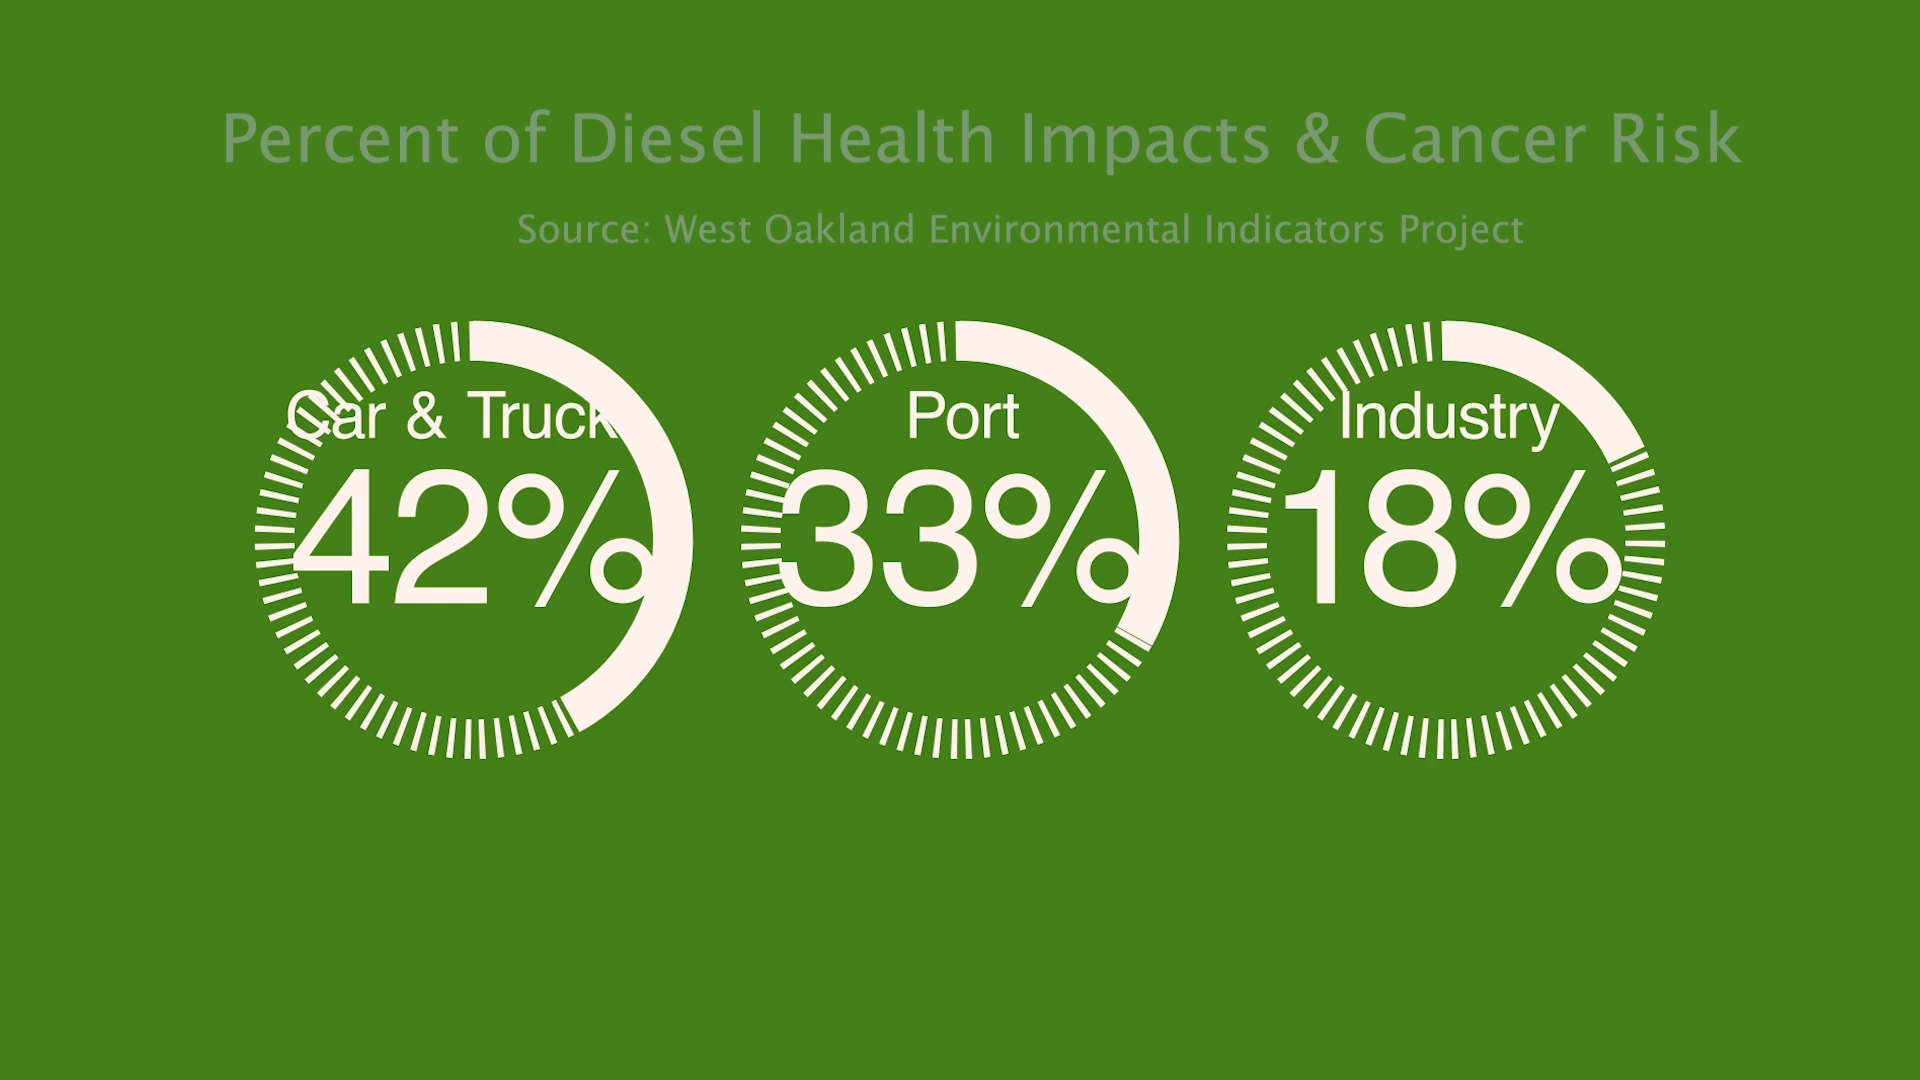 Percent of Diesel Health Impacts & Cancer Risk
Source: West Oakland Environmental Indicators Project
Car & Truck
42%
Port
33%
Industry
18%